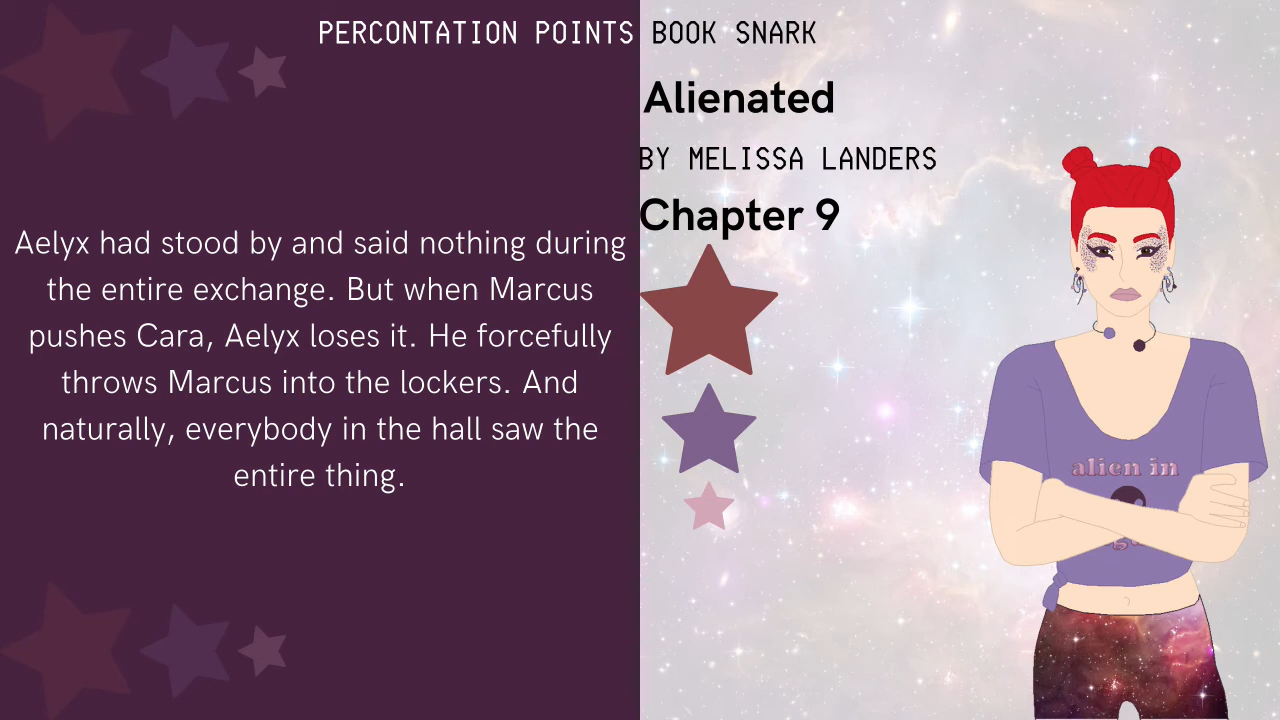 PERCONTATION POINTS BOOK SNARK
Alienated
BY MELISSA LANDERS
Chapter 9
Aelyx had stood by and said nothing during
the entire exchange. But when Marcus
pushes Cara, Aelyx loses it. He forcefully
throws Marcus into the lockers. And
naturally, everybody in the hall saw the
entire thing.
alien in